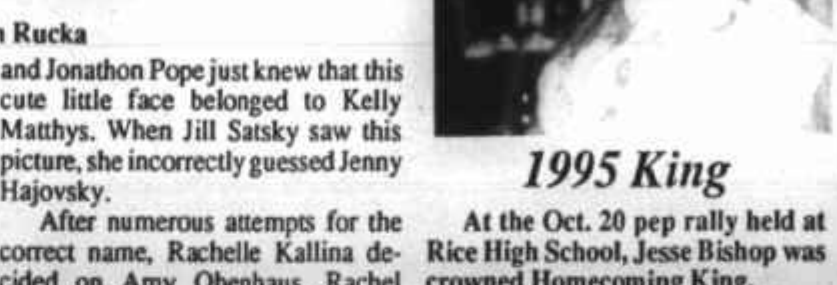 Rucka
and Jonathon Pope just knew that this
cute little face belonged to Kelly
Matthys. When Jill Satsky saw this
picture, she incorrectly guessed Jenny
Hajovsky.
After numerous attempts for the
correct name, Rachelle Kallina de-
cided on Amy Obenhaus. Rachel
1995 King
At the Oct. 20 pep rally held at
Rice High School, Jesse Bishop was
crowned Homecoming King.